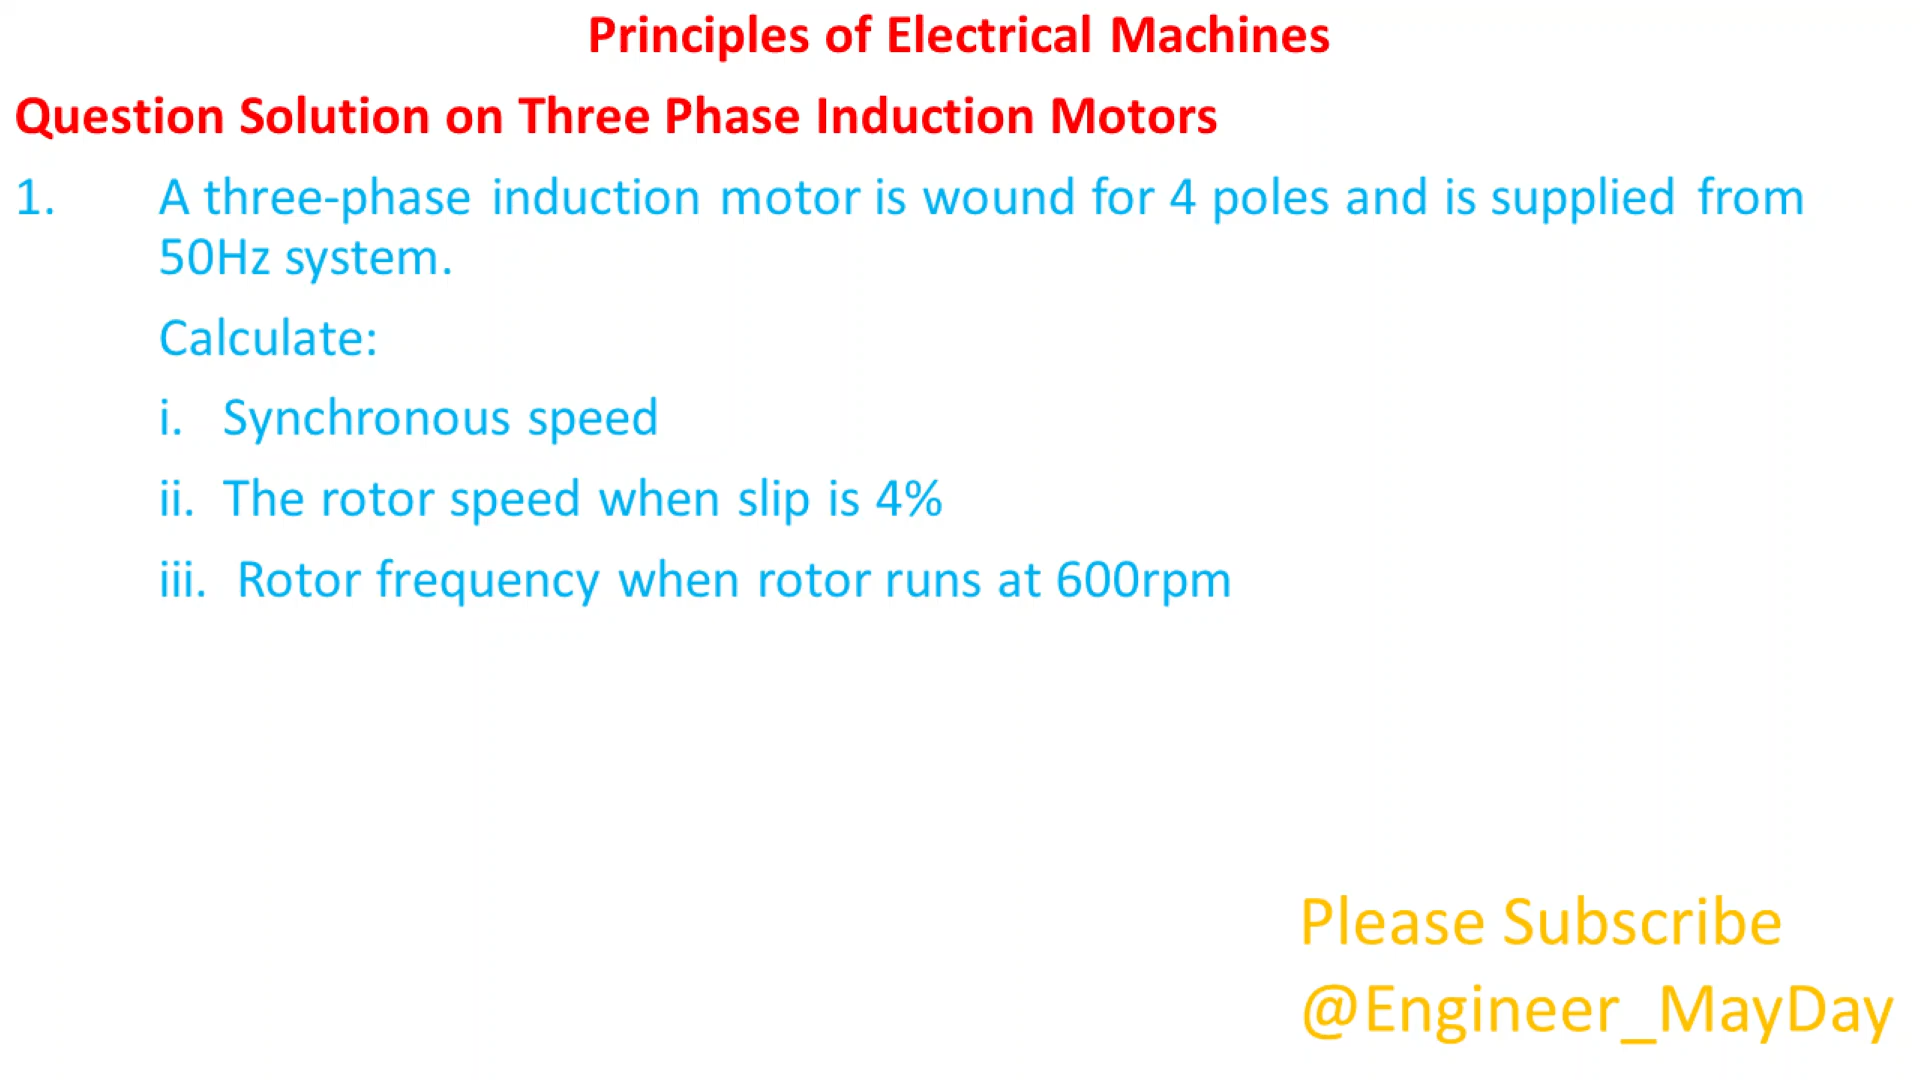 Principles of Electrical Machines
Question Solution on Three Phase Induction Motors
1. A three-phase induction motor is wound for 4 poles and is supplied from
50Hz system.
Calculate:
i. Synchronous speed
ii. The rotor speed when slip is 4%
iii. Rotor frequency when rotor runs at 600rpm
Please Subscribe
@Engineer_MayDay